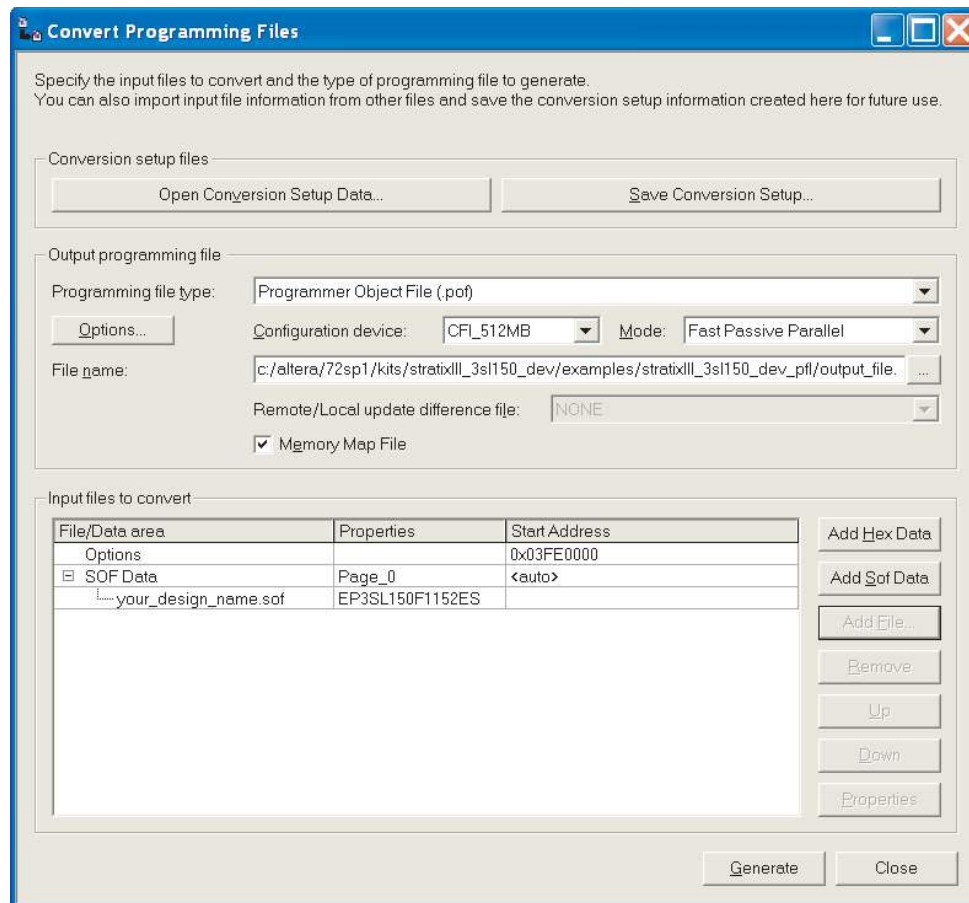 Convert Programming Files
Specify the input files to convert and the type of programming file to generate.
You can also import input file information from other files and save the conversion setup information created here for future use.
Conversion setup files
Open Conversion Setup Data... Save Conversion Setup...
Output programming file
Programming file type: Programmer Object File (.pof)
Options... Configuration device: CFI_512MB Mode: Fast Passive Parallel
File name: c:/altera/72sp1/kits/stratixIII_3sl150_dev/examples/stratixIII_3sl150_dev_pfl/output_file. ...
Remote/Local update difference file: NONE
Memory Map File
Input files to convert
File/Data area Properties Start Address
Options 0x03FE0000
SOF Data Page_0 <auto>
your_design_name.sof EP3SL150F1152ES
Add Hex Data
Add Sof Data
Add File...
Remove
Up
Down
Properties
Generate Close